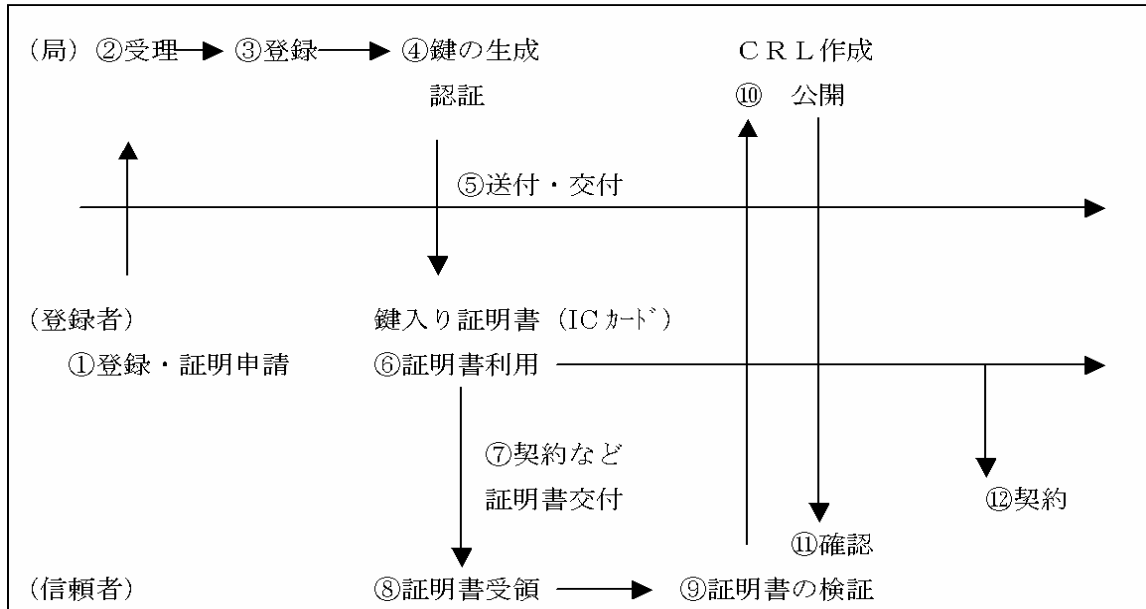 (局) ②受理 ③登録 ④鍵の生成 CRL作成
認証 ⑩ 公開
⑤送付・交付
(登録者) 鍵入り証明書(ICカード)
①登録・証明申請 ⑥証明書利用
⑦契約など
証明書交付 ⑫契約
⑪確認
(信頼者) ⑧証明書受領 ⑨証明書の検証